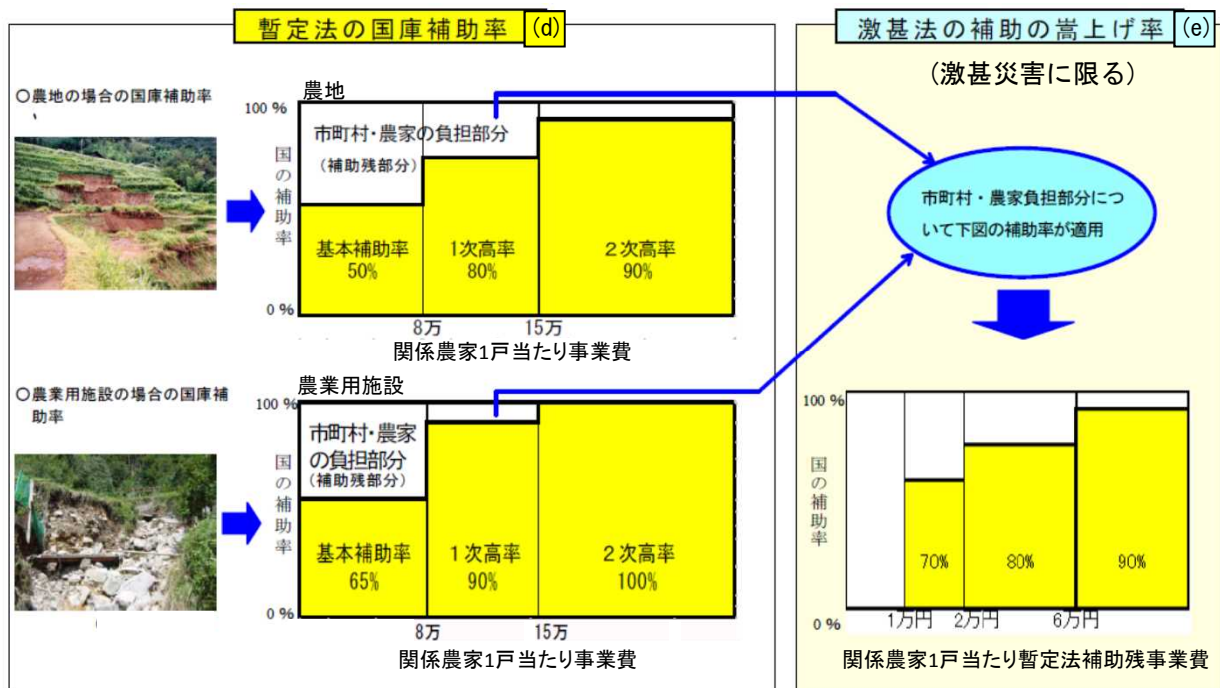 暫定法の国庫補助率 (d)
○農地の場合の国庫補助率
、
農地
100 %
市町村・農家の負担部分
(補助残部分)
国の補助率
基本補助率
50%
1次高率
80%
2次高率
90%
0 %
8万
15万
関係農家1戸当たり事業費
○農業用施設の場合の国庫補
助率
農業用施設
100 %
市町村・農家
の負担部分
(補助残部分)
国の補助率
基本補助率
65%
1次高率
90%
2次高率
100%
0 %
8万
15万
関係農家1戸当たり事業費
激甚法の補助の嵩上げ率 (e)
(激甚災害に限る)
市町村・農家負担部分につ
いて下図の補助率が適用
100 %
国の補助率
70%
80%
90%
0 %
1万円
2万円
6万円
関係農家1戸当たり暫定法補助残事業費